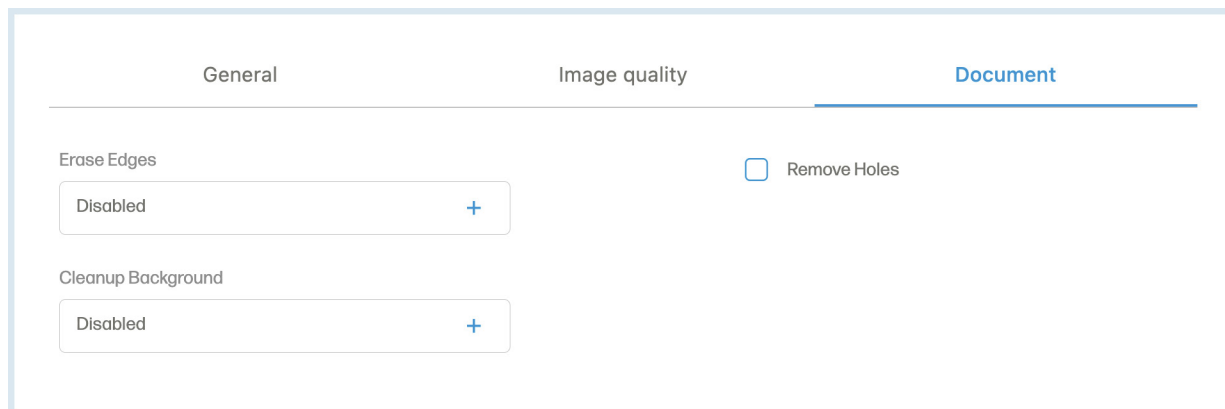 General
Image quality
Document
Erase Edges
Disabled
Remove Holes
Cleanup Background
Disabled